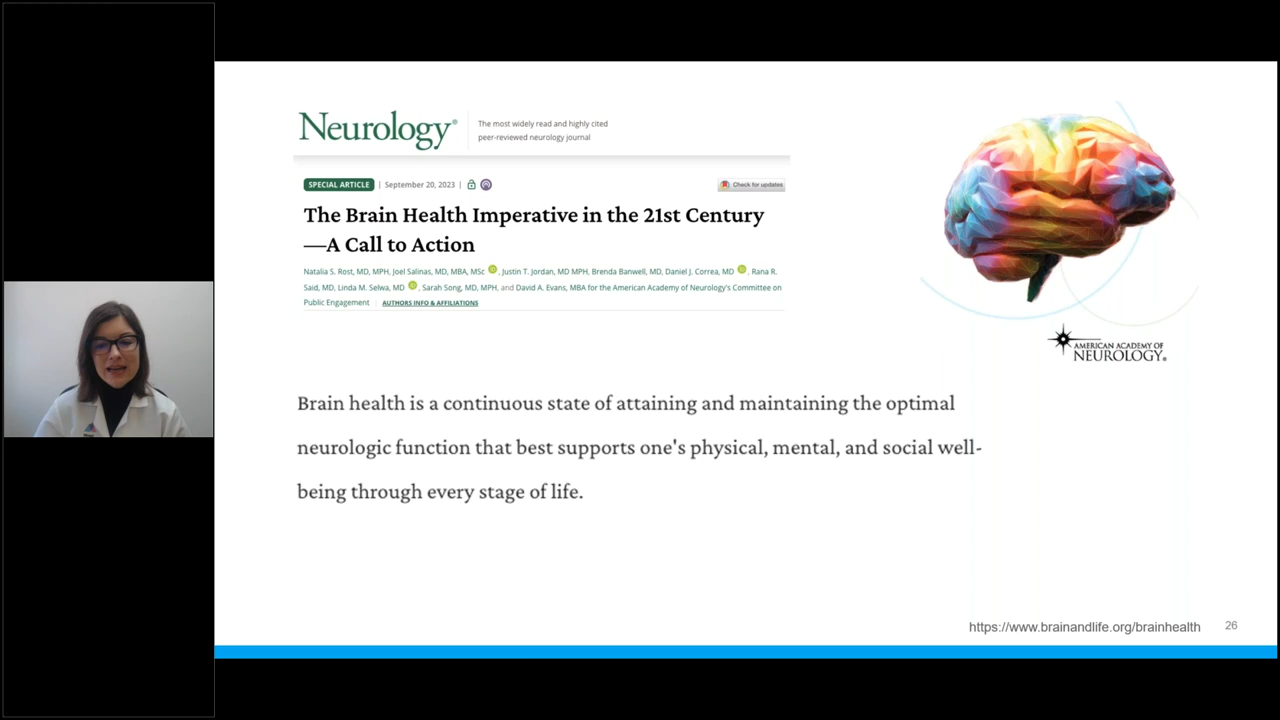 Neurology®
The most widely read and highly cited
peer-reviewed neurology journal
SPECIAL ARTICLE | September 20, 2023 |
Check for updates
The Brain Health Imperative in the 21st Century
—A Call to Action
Natalia S. Rost, MD, MPH, Joel Salinas, MD, MBA, MSc iD, Justin T. Jordan, MD MPH, Brenda Banwell, MD, Daniel J. Correa, MD iD, Rana R.
Said, MD, Linda M. Selwa, MD iD, Sarah Song, MD, MPH, and David A. Evans, MBA for the American Academy of Neurology's Committee on
Public Engagement | AUTHORS INFO & AFFILIATIONS
AMERICAN ACADEMY OF
NEUROLOGY®
Brain health is a continuous state of attaining and maintaining the optimal
neurologic function that best supports one's physical, mental, and social well-
being through every stage of life.
https://www.brainandlife.org/brainhealth 26